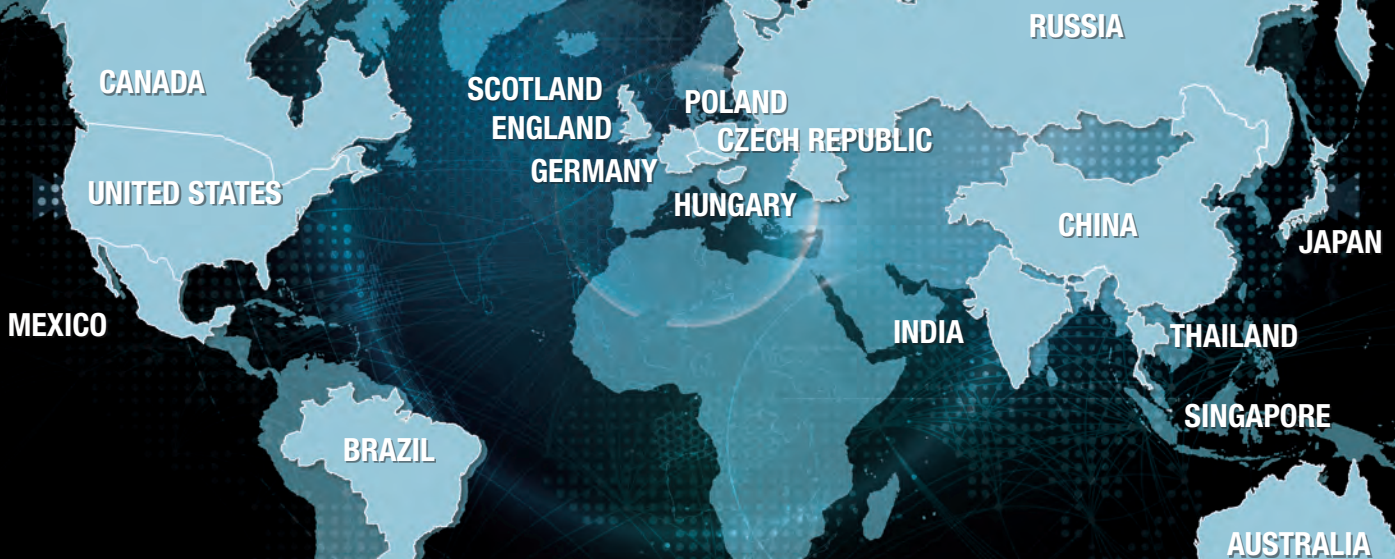 RUSSIA
CANADA
SCOTLAND
POLAND
ENGLAND
CZECH REPUBLIC
GERMANY
UNITED STATES
HUNGARY
CHINA
JAPAN
MEXICO
INDIA
THAILAND
SINGAPORE
BRAZIL
AUSTRALIA